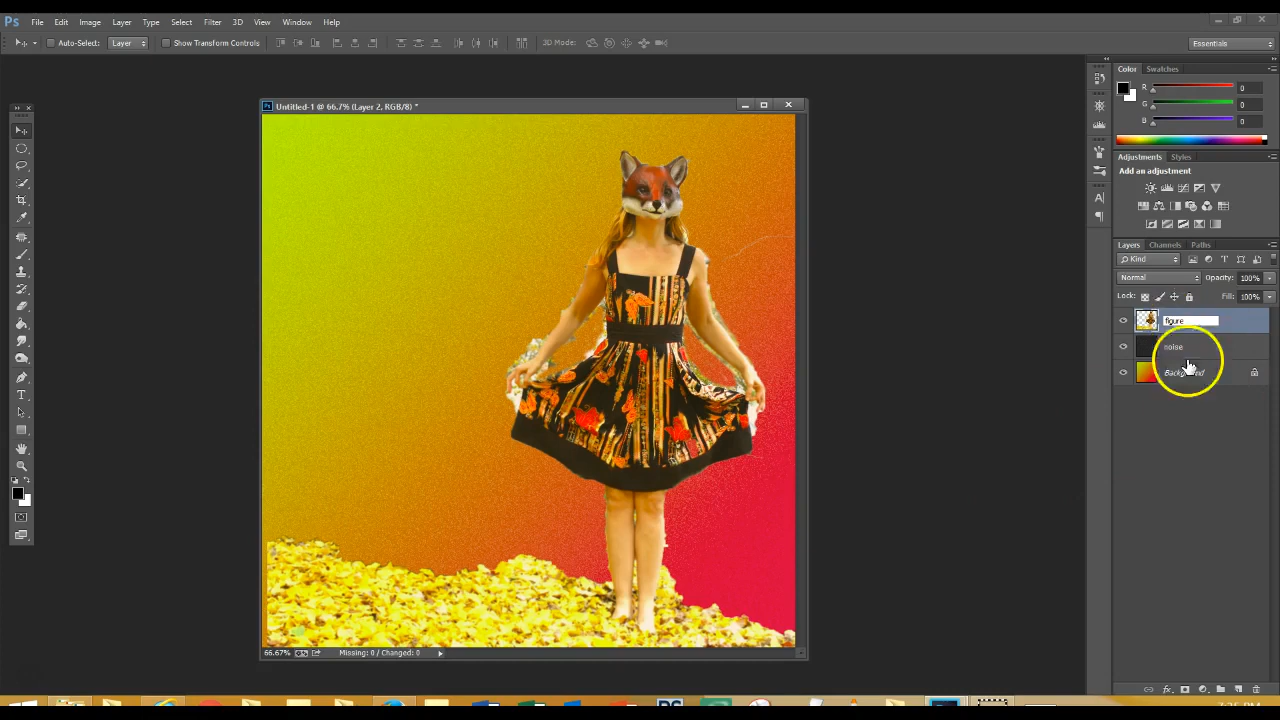 Ps File Edit Image Layer Type Select Filter 3D View Window Help
Auto-Select: Layer Show Transform Controls 3D Mode: Essentials
Color Swatches
R 0
G 0
B 0
Untitled-1 @ 66.7% (Layer 2, RGB/8) *
Adjustments Styles
Add an adjustment
Layers Channels Paths
Kind
Normal Opacity: 100%
Lock: Fill: 100%
figure
noise
Background
66.67% Missing: 0 / Changed: 0